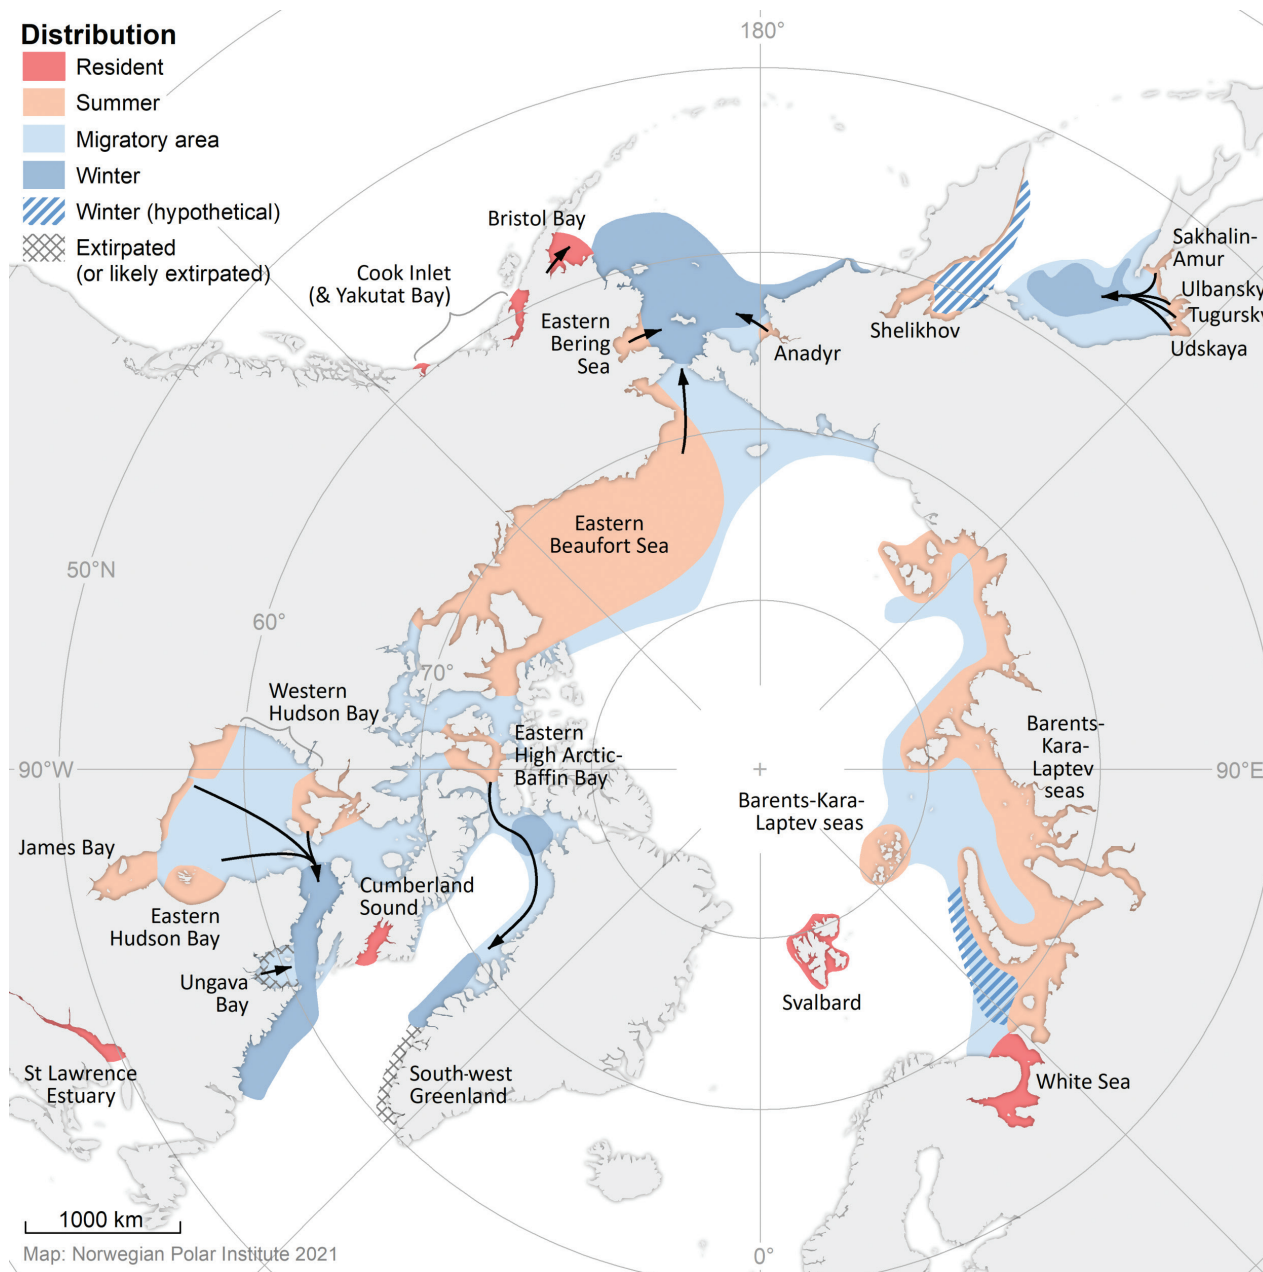 Distribution
Resident
Summer
Migratory area
Winter
Winter (hypothetical)
Extirpated
(or likely extirpated)
180°
Bristol Bay
Cook Inlet
(& Yakutat Bay)
Eastern
Bering
Sea
Anadyr
Shelikhov
Sakhalin-
Amur
Ulbansky
Tugursky
Udskaya
Eastern
Beaufort Sea
50°N
60°
70°
Western
Hudson Bay
Eastern
High Arctic-
Baffin Bay
90°W
90°E
Barents-
Kara-
Laptev
seas
Barents-Kara-
Laptev seas
James Bay
Eastern
Hudson Bay
Cumberland
Sound
Ungava
Bay
Svalbard
St Lawrence
Estuary
South-west
Greenland
White Sea
1000 km
Map: Norwegian Polar Institute 2021
0°